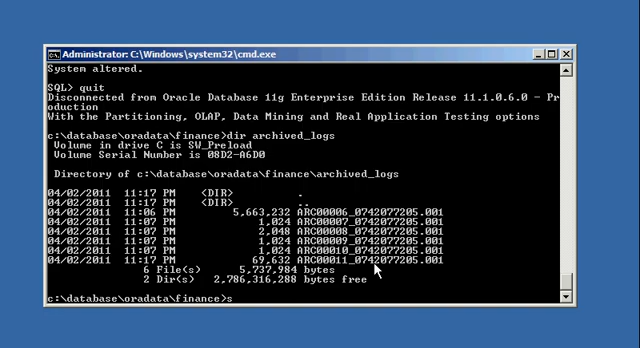 Administrator: C:\Windows\system32\cmd.exe
System altered.
SQL> quit
Disconnected from Oracle Database 11g Enterprise Edition Release 11.1.0.6.0 - Pr
oduction
With the Partitioning, OLAP, Data Mining and Real Application Testing options
c:\database\oradata\finance>dir archived_logs
Volume in drive C is SW_Preload
Volume Serial Number is 08D2-A6D0
Directory of c:\database\oradata\finance\archived_logs
04/02/2011 11:17 PM <DIR> .
04/02/2011 11:17 PM <DIR> ..
04/02/2011 11:06 PM 5,663,232 ARC00006_0742077205.001
04/02/2011 11:07 PM 1,024 ARC00007_0742077205.001
04/02/2011 11:07 PM 2,048 ARC00008_0742077205.001
04/02/2011 11:07 PM 1,024 ARC00009_0742077205.001
04/02/2011 11:07 PM 1,024 ARC00010_0742077205.001
04/02/2011 11:17 PM 69,632 ARC00011_0742077205.001
6 File(s) 5,737,984 bytes
2 Dir(s) 2,786,316,288 bytes free
c:\database\oradata\finance>s